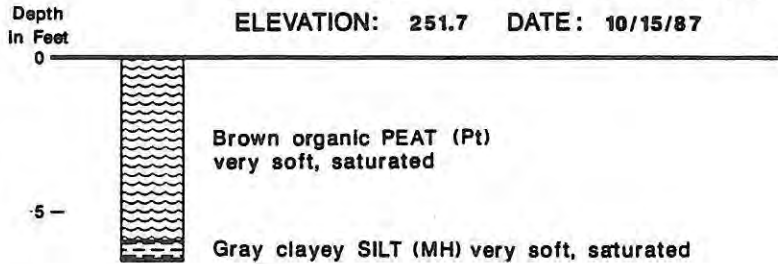 Depth
in Feet
ELEVATION: 251.7 DATE: 10/15/87
0
Brown organic PEAT (Pt)
very soft, saturated
-5
Gray clayey SILT (MH) very soft, saturated